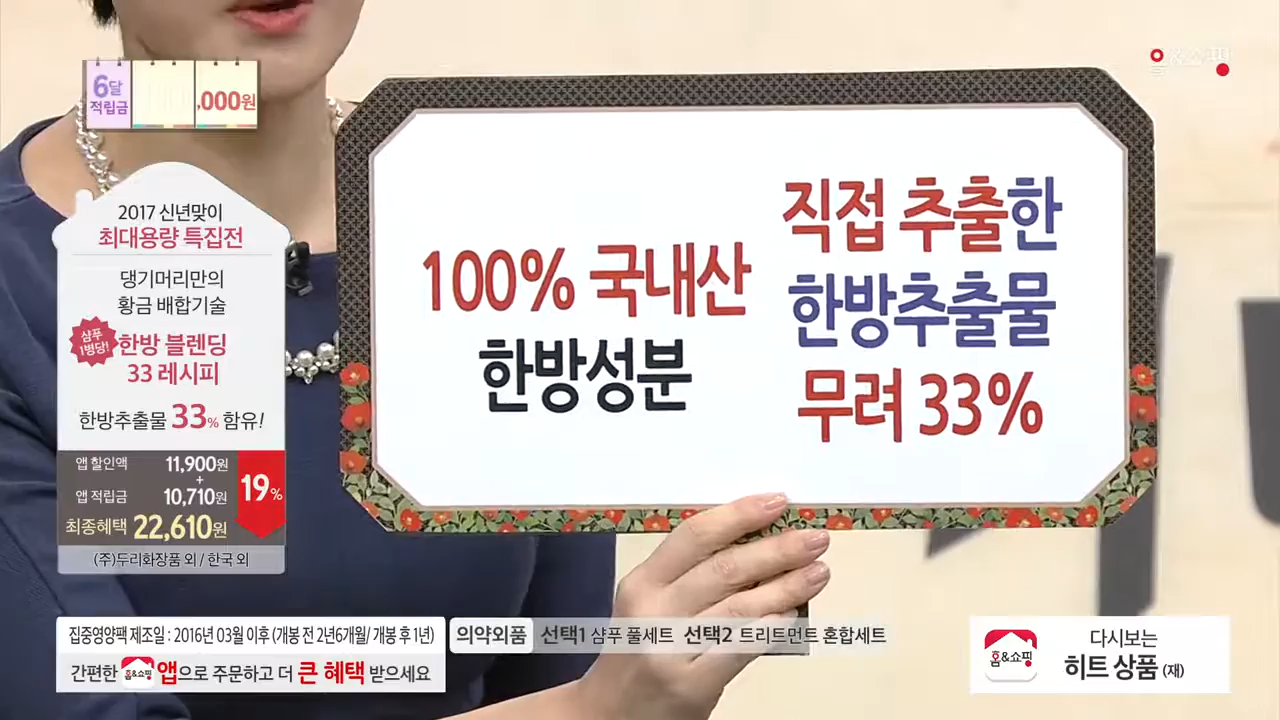 6달
적립금
,000원
홈&쇼핑
2017 신년맞이
최대용량 특집전
댕기머리만의
황금 배합기술
샴푸
1병당!
한방 블렌딩
33 레시피
한방추출물 33% 함유!
앱 할인액 11,900원
+
앱 적립금 10,710원
최종혜택 22,610원
19%
(주)두리화장품 외 / 한국 외
100% 국내산
한방성분
직접 추출한
한방추출물
무려 33%
집중영양팩 제조일 : 2016년 03월 이후 (개봉 전 2년6개월/ 개봉 후 1년)
간편한 홈&쇼핑 앱으로 주문하고 더 큰 혜택 받으세요
의약외품 선택1 샴푸 풀세트 선택2 트리트먼트 혼합세트
홈&쇼핑
다시보는
히트 상품 (재)